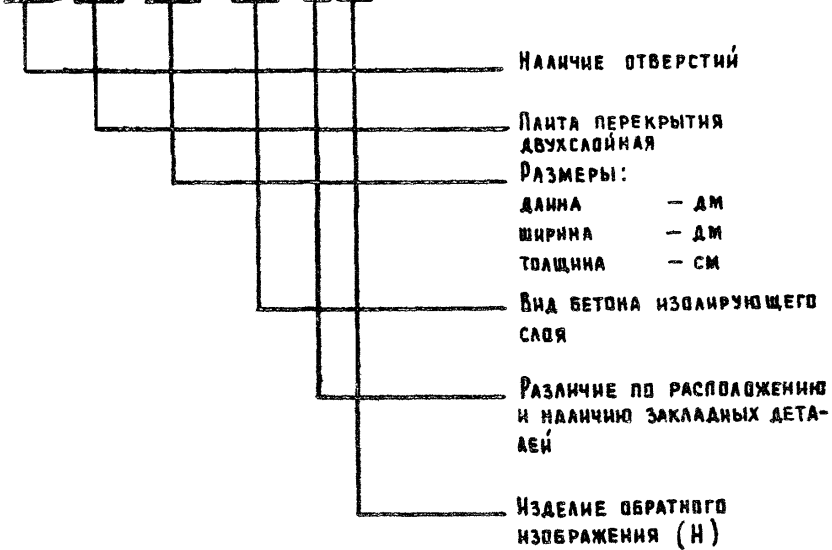 Наличие отверстий
Плита перекрытия
двухслойная
Размеры:
длина — дм
ширина — дм
толщина — см
Вид бетона изолирующего
слоя
Различие по расположению
и наличию закладных дета-
лей
Изделие обратного
изображения (Н)